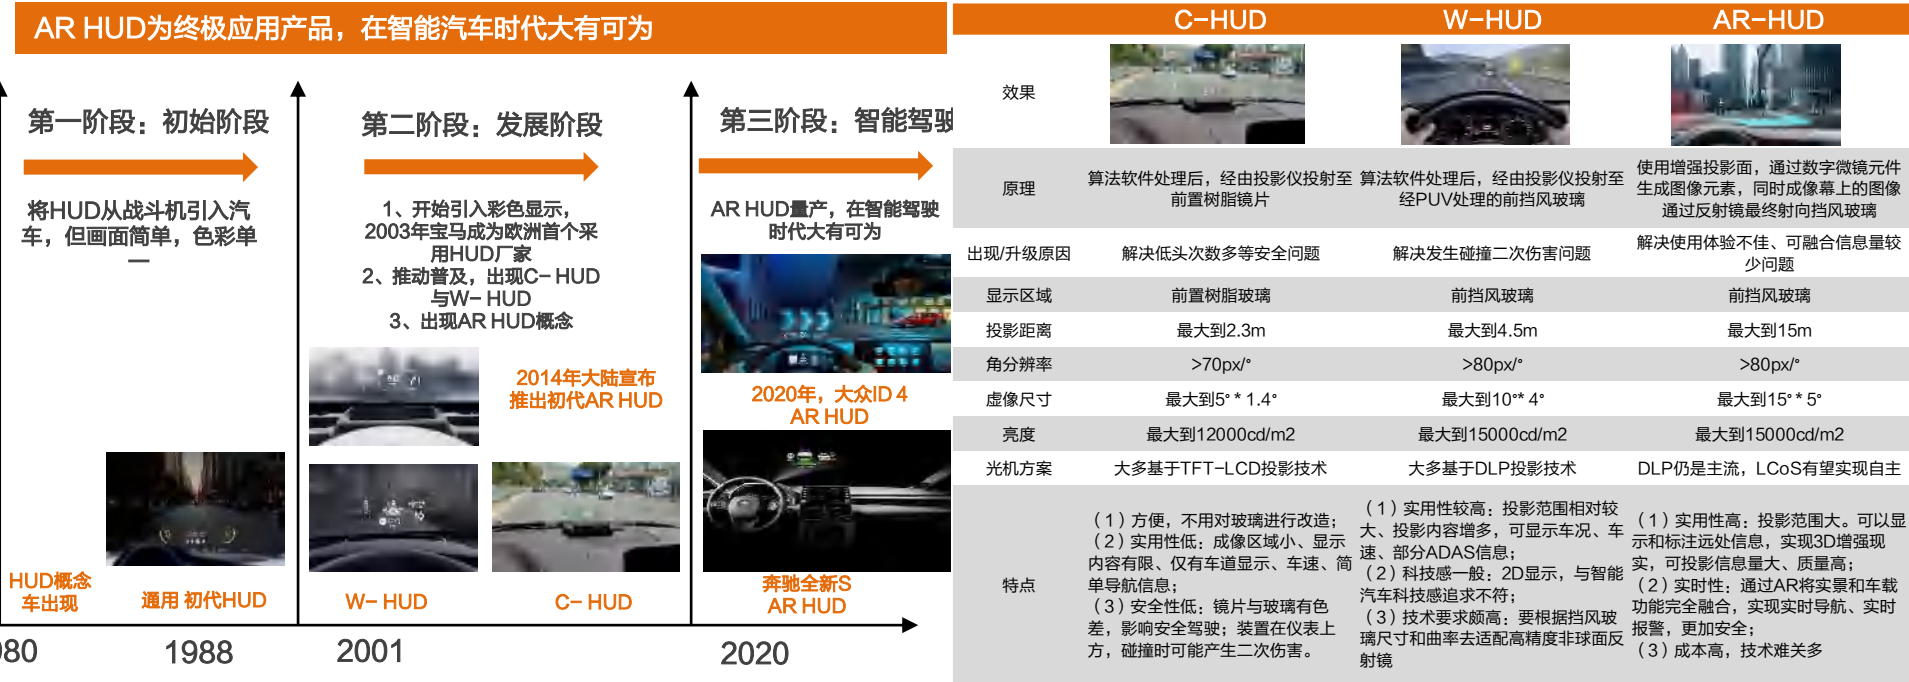 AR HUD为终极应用产品，在智能汽车时代大有可为
第一阶段：初始阶段
将HUD从战斗机引入汽
车，但画面简单，色彩单
一
HUD概念
车出现
通用 初代HUD
第二阶段：发展阶段
1、开始引入彩色显示，
2003年宝马成为欧洲首个采
用HUD厂家
2、推动普及，出现C- HUD
与W- HUD
3、出现AR HUD概念
2014年大陆宣布
推出初代AR HUD
W- HUD
C- HUD
第三阶段：智能驾驶
AR HUD量产，在智能驾驶
时代大有可为
2020年，大众ID 4
AR HUD
奔驰全新S
AR HUD
980
1988
2001
2020
C-HUD W-HUD AR-HUD
效果
原理
算法软件处理后，经由投影仪投射至
前置树脂镜片
算法软件处理后，经由投影仪投射至
经PUV处理的前挡风玻璃
使用增强投影面，通过数字微镜元件
生成图像元素，同时成像幕上的图像
通过反射镜最终射向挡风玻璃
出现/升级原因
解决低头次数多等安全问题
解决发生碰撞二次伤害问题
解决使用体验不佳、可融合信息量较
少问题
显示区域 前置树脂玻璃 前挡风玻璃 前挡风玻璃
投影距离 最大到2.3m 最大到4.5m 最大到15m
角分辨率 >70px/° >80px/° >80px/°
虚像尺寸 最大到5° * 1.4° 最大到10°* 4° 最大到15° * 5°
亮度 最大到12000cd/m2 最大到15000cd/m2 最大到15000cd/m2
光机方案 大多基于TFT-LCD投影技术 大多基于DLP投影技术 DLP仍是主流，LCoS有望实现自主
特点
（1）方便，不用对玻璃进行改造；
（2）实用性低：成像区域小、显示
内容有限、仅有车道显示、车速、简
单导航信息；
（3）安全性低：镜片与玻璃有色
差，影响安全驾驶；装置在仪表上
方，碰撞时可能产生二次伤害。
（1）实用性较高：投影范围相对较
大、投影内容增多，可显示车况、车
速、部分ADAS信息；
（2）科技感一般：2D显示，与智能
汽车科技感追求不符；
（3）技术要求颇高：要根据挡风玻
璃尺寸和曲率去适配高精度非球面反
射镜
（1）实用性高：投影范围大。可以显
示和标注远处信息，实现3D增强现
实，可投影信息量大、质量高；
（2）实时性：通过AR将实景和车载
功能完全融合，实现实时导航、实时
报警，更加安全；
（3）成本高，技术难关多